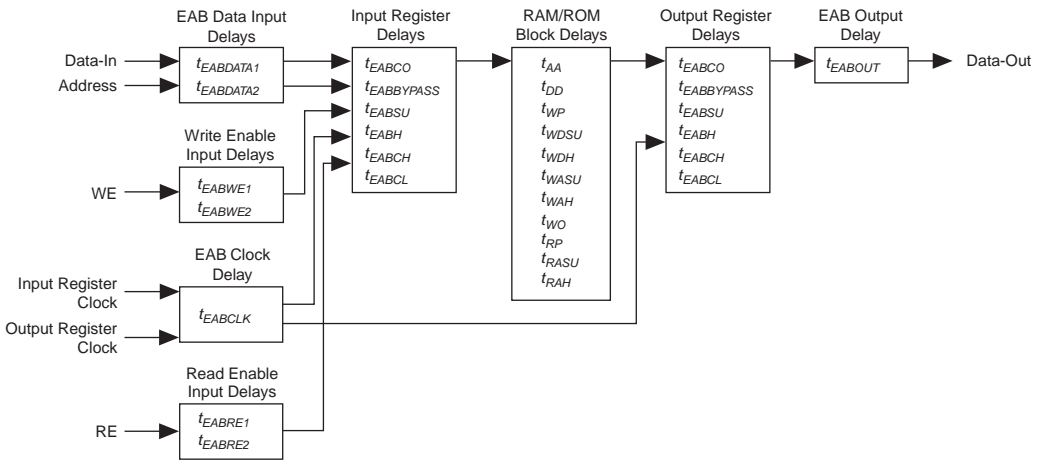 EAB Data Input
Delays
Data-In
Address
tEABDATA1
tEABDATA2
Write Enable
Input Delays
WE
tEABWE1
tEABWE2
EAB Clock
Delay
Input Register
Clock
Output Register
Clock
tEABCLK
Read Enable
Input Delays
RE
tEABRE1
tEABRE2
Input Register
Delays
tEABCO
tEABBYPASS
tEABSU
tEABH
tEABCH
tEABCL
RAM/ROM
Block Delays
tAA
tDD
tWP
tWDSU
tWDH
tWASU
tWAH
tWO
tRP
tRASU
tRAH
Output Register
Delays
tEABCO
tEABBYPASS
tEABSU
tEABH
tEABCH
tEABCL
EAB Output
Delay
tEABOUT
Data-Out